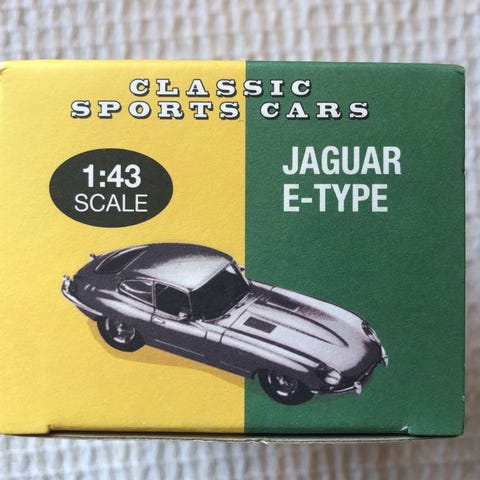 CLASSIC
SPORTS CARS
1:43
SCALE
JAGUAR
E-TYPE